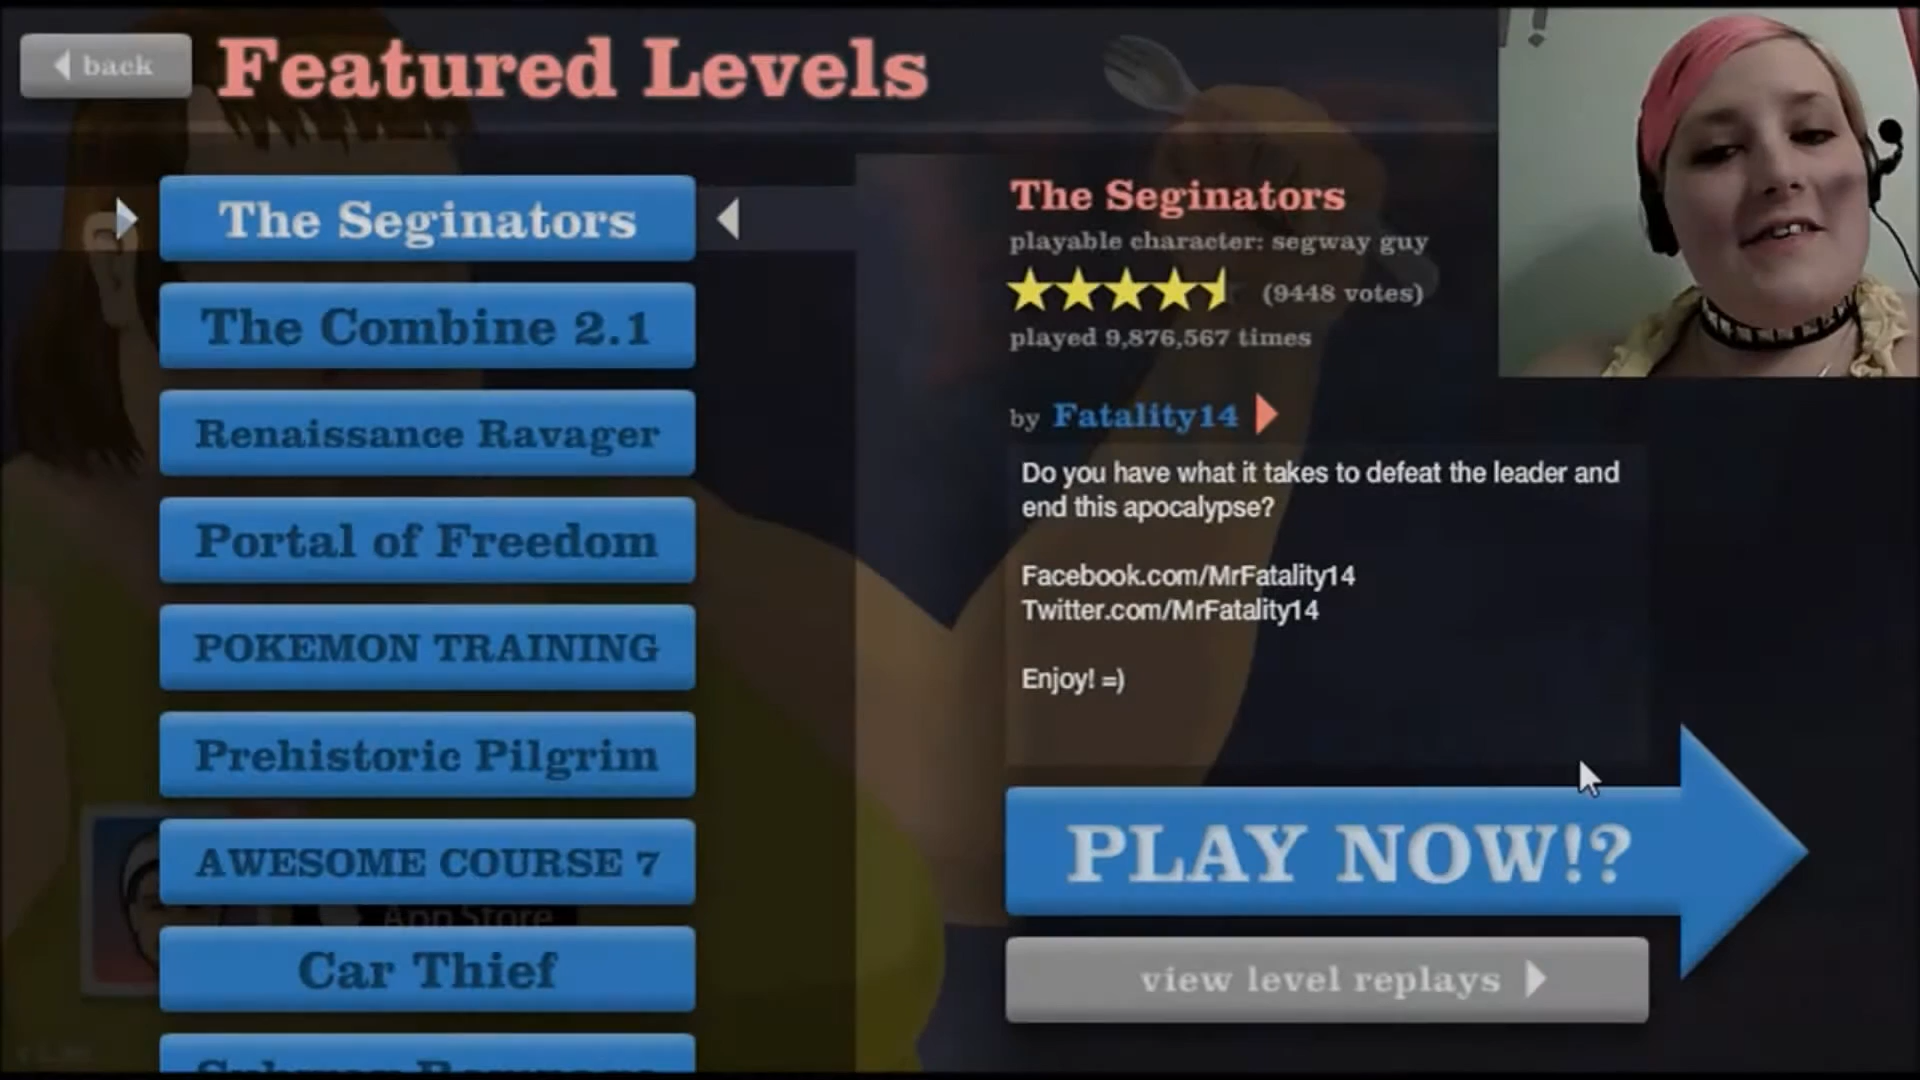 back
Featured Levels
The Seginators
The Combine 2.1
Renaissance Ravager
Portal of Freedom
POKEMON TRAINING
Prehistoric Pilgrim
AWESOME COURSE 7
App Store
Car Thief
The Seginators
playable character: segway guy
(9448 votes)
played 9,876,567 times
by Fatality14
Do you have what it takes to defeat the leader and
end this apocalypse?
Facebook.com/MrFatality14
Twitter.com/MrFatality14
Enjoy! =)
PLAY NOW!?
view level replays